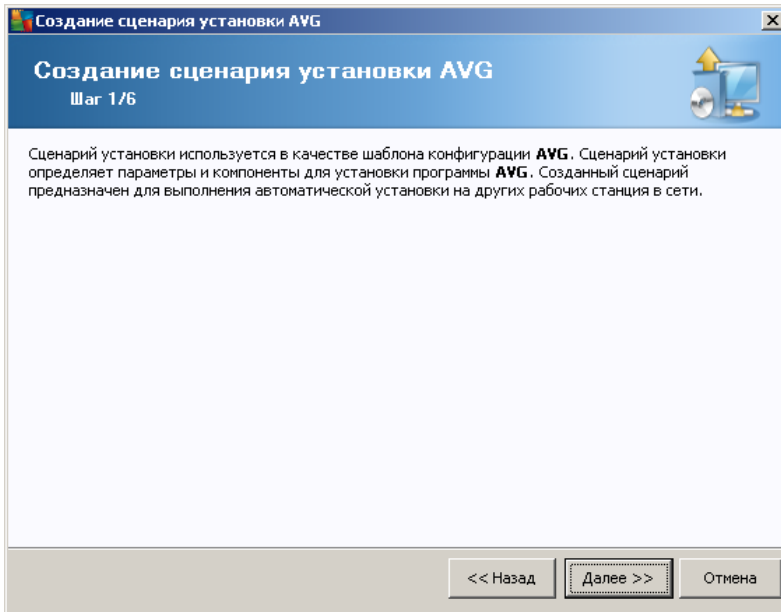 Создание сценария установки AVG
Создание сценария установки AVG
Шаг 1/6
Сценарий установки используется в качестве шаблона конфигурации AVG. Сценарий установки
определяет параметры и компоненты для установки программы AVG. Созданный сценарий
предназначен для выполнения автоматической установки на других рабочих станция в сети.
<< Назад
Далее >>
Отмена